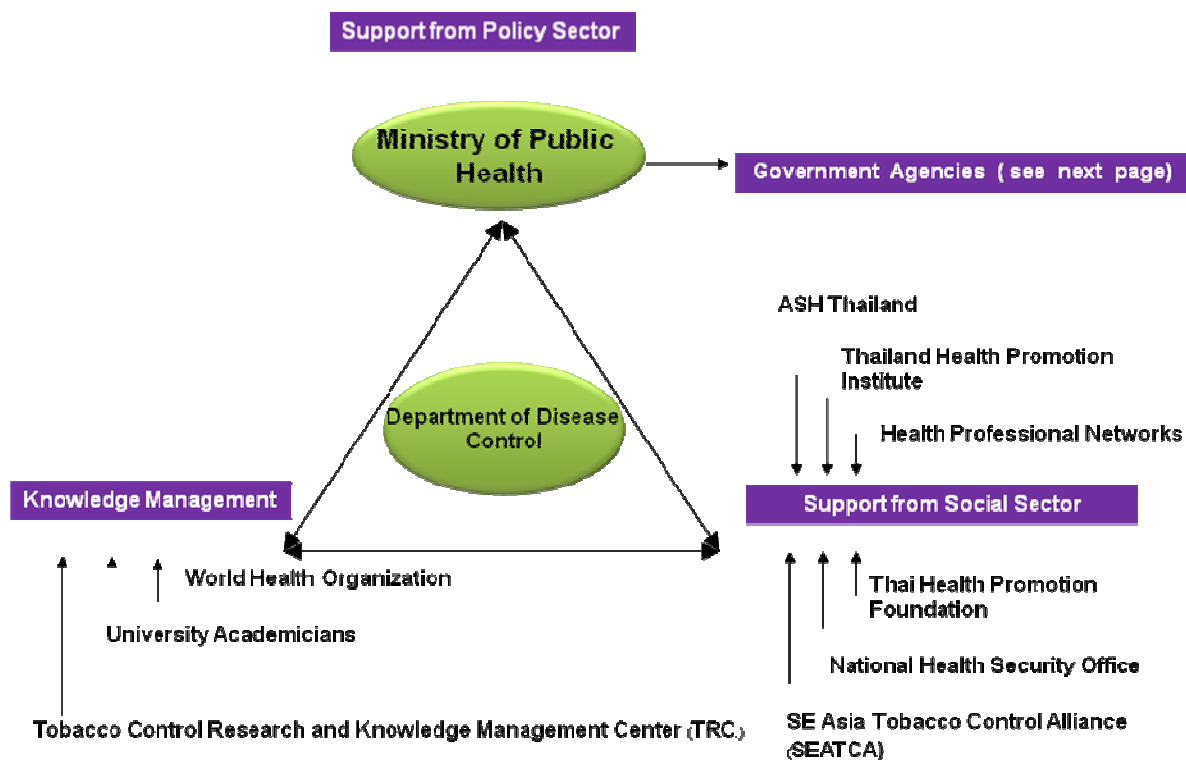 Support from Policy Sector
Ministry of Public
Health
Government Agencies ( see next page)
ASH Thailand
Thailand Health Promotion
Institute
Health Professional Networks
Department of Disease
Control
Knowledge Management
Support from Social Sector
World Health Organization
University Academicians
Tobacco Control Research and Knowledge Management Center (TRC.)
Thai Health Promotion
Foundation
National Health Security Office
SE Asia Tobacco Control Alliance
(SEATCA)